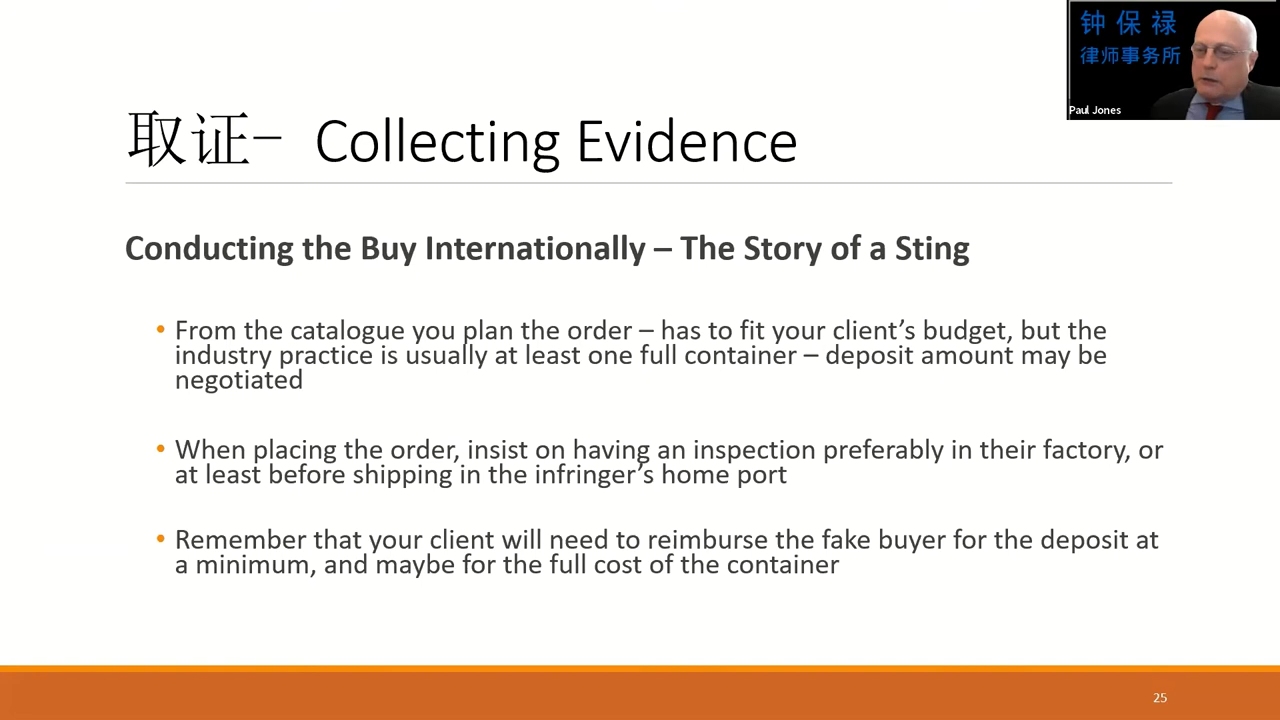 钟保禄
律师事务所
Paul Jones
取证– Collecting Evidence
Conducting the Buy Internationally – The Story of a Sting
• From the catalogue you plan the order – has to fit your client’s budget, but the
industry practice is usually at least one full container – deposit amount may be
negotiated
• When placing the order, insist on having an inspection preferably in their factory, or
at least before shipping in the infringer’s home port
• Remember that your client will need to reimburse the fake buyer for the deposit at
a minimum, and maybe for the full cost of the container
25